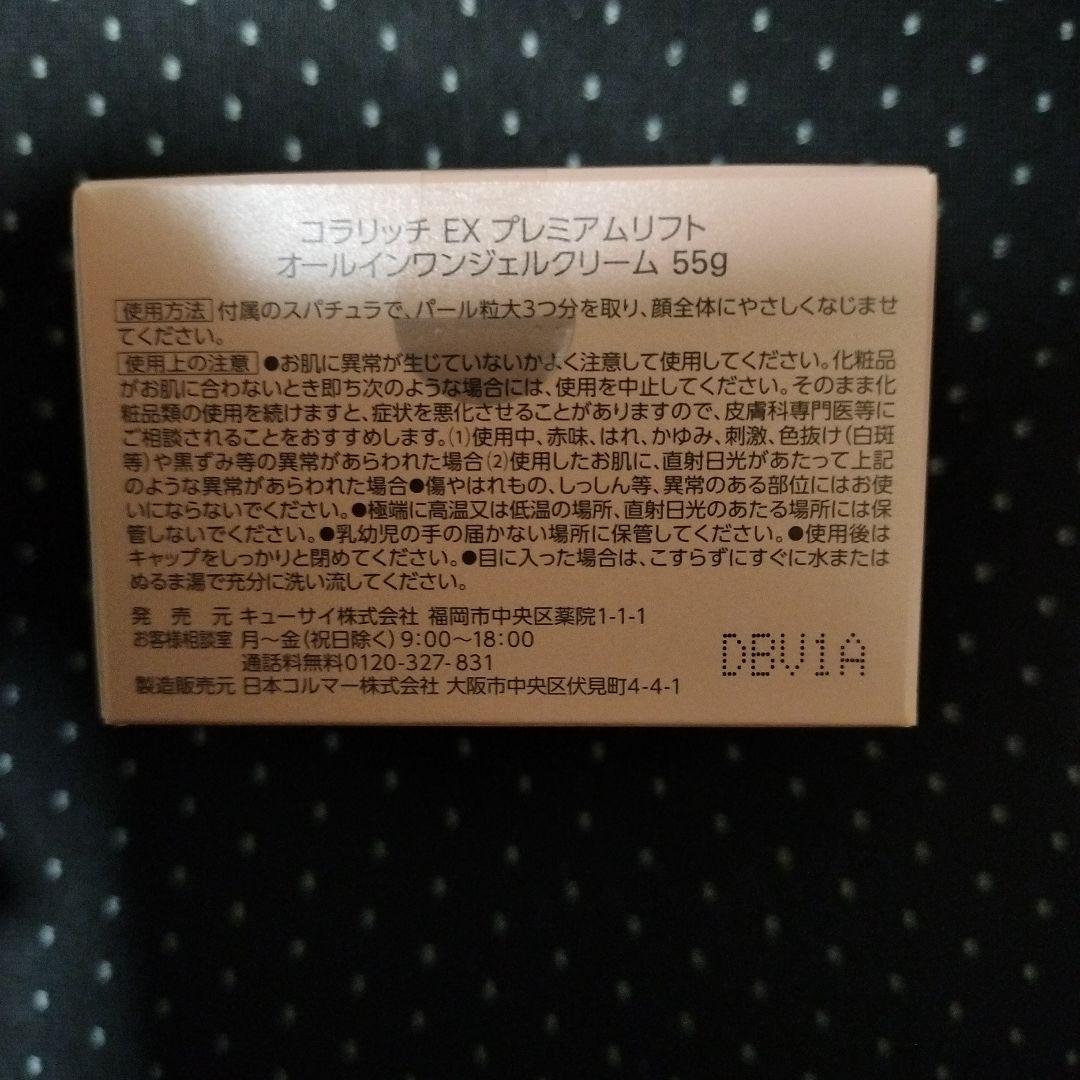 コラリッチ EX プレミアムリフト
オールインワンジェルクリーム 55g
使用方法 付属のスパチュラで、パール粒大3つ分を取り、顔全体にやさしくなじませ
てください。
使用上の注意 ●お肌に異常が生じていないかよく注意して使用してください。化粧品
がお肌に合わないとき即ち次のような場合には、使用を中止してください。そのまま化
粧品類の使用を続けますと、症状を悪化させることがありますので、皮膚科専門医等に
ご相談されることをおすすめします。(1)使用中、赤味、はれ、かゆみ、刺激、色抜け(白斑
等)や黒ずみ等の異常があらわれた場合(2)使用したお肌に、直射日光があたって上記
のような異常があらわれた場合●傷やはれもの、しっしん等、異常のある部位にはお使
いにならないでください。●極端に高温又は低温の場所、直射日光のあたる場所には保
管しないでください。●乳幼児の手の届かない場所に保管してください。●使用後は
キャップをしっかりと閉めてください。●目に入った場合は、こすらずにすぐに水または
ぬるま湯で充分に洗い流してください。
発 売 元 キューサイ株式会社 福岡市中央区薬院1-1-1
お客様相談室 月～金(祝日除く) 9:00～18:00
通話料無料0120-327-831
製造販売元 日本コルマー株式会社 大阪市中央区伏見町4-4-1
DBV1A